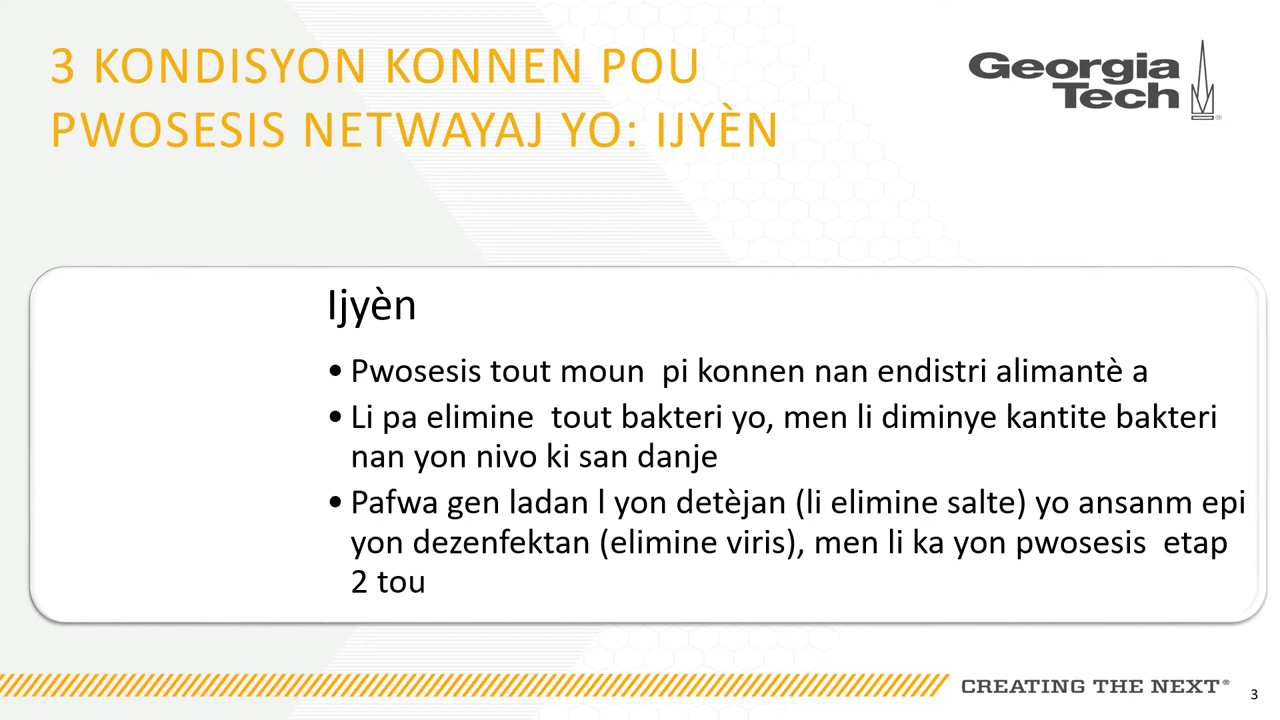 3 KONDISYON KONNEN POU
PWOSESIS NETWAYAJ YO: IJYÈN
Georgia
Tech
®
Ijyèn
• Pwosesis tout moun  pi konnen nan endistri alimantè a
• Li pa elimine  tout bakteri yo, men li diminye kantite bakteri
nan yon nivo ki san danje
• Pafwa gen ladan l yon detèjan (li elimine salte) yo ansanm epi
yon dezenfektan (elimine viris), men li ka yon pwosesis  etap
2 tou
CREATING THE NEXT®
3